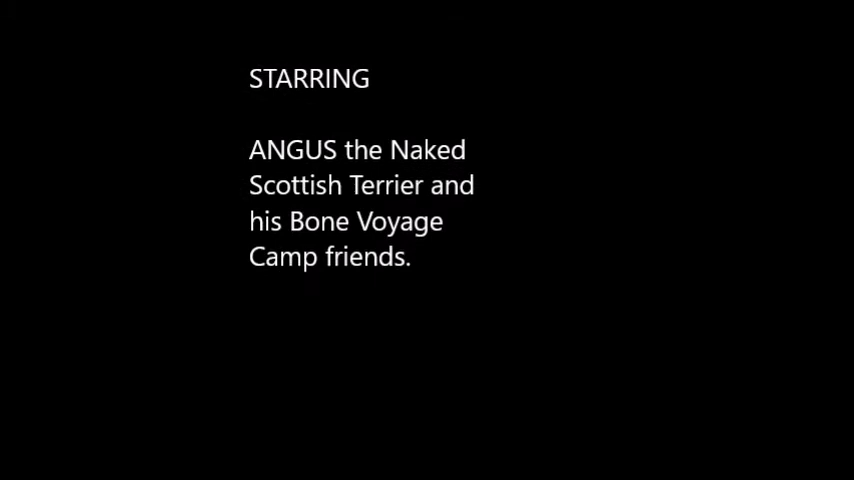 STARRING
ANGUS the Naked
Scottish Terrier and
his Bone Voyage
Camp friends.